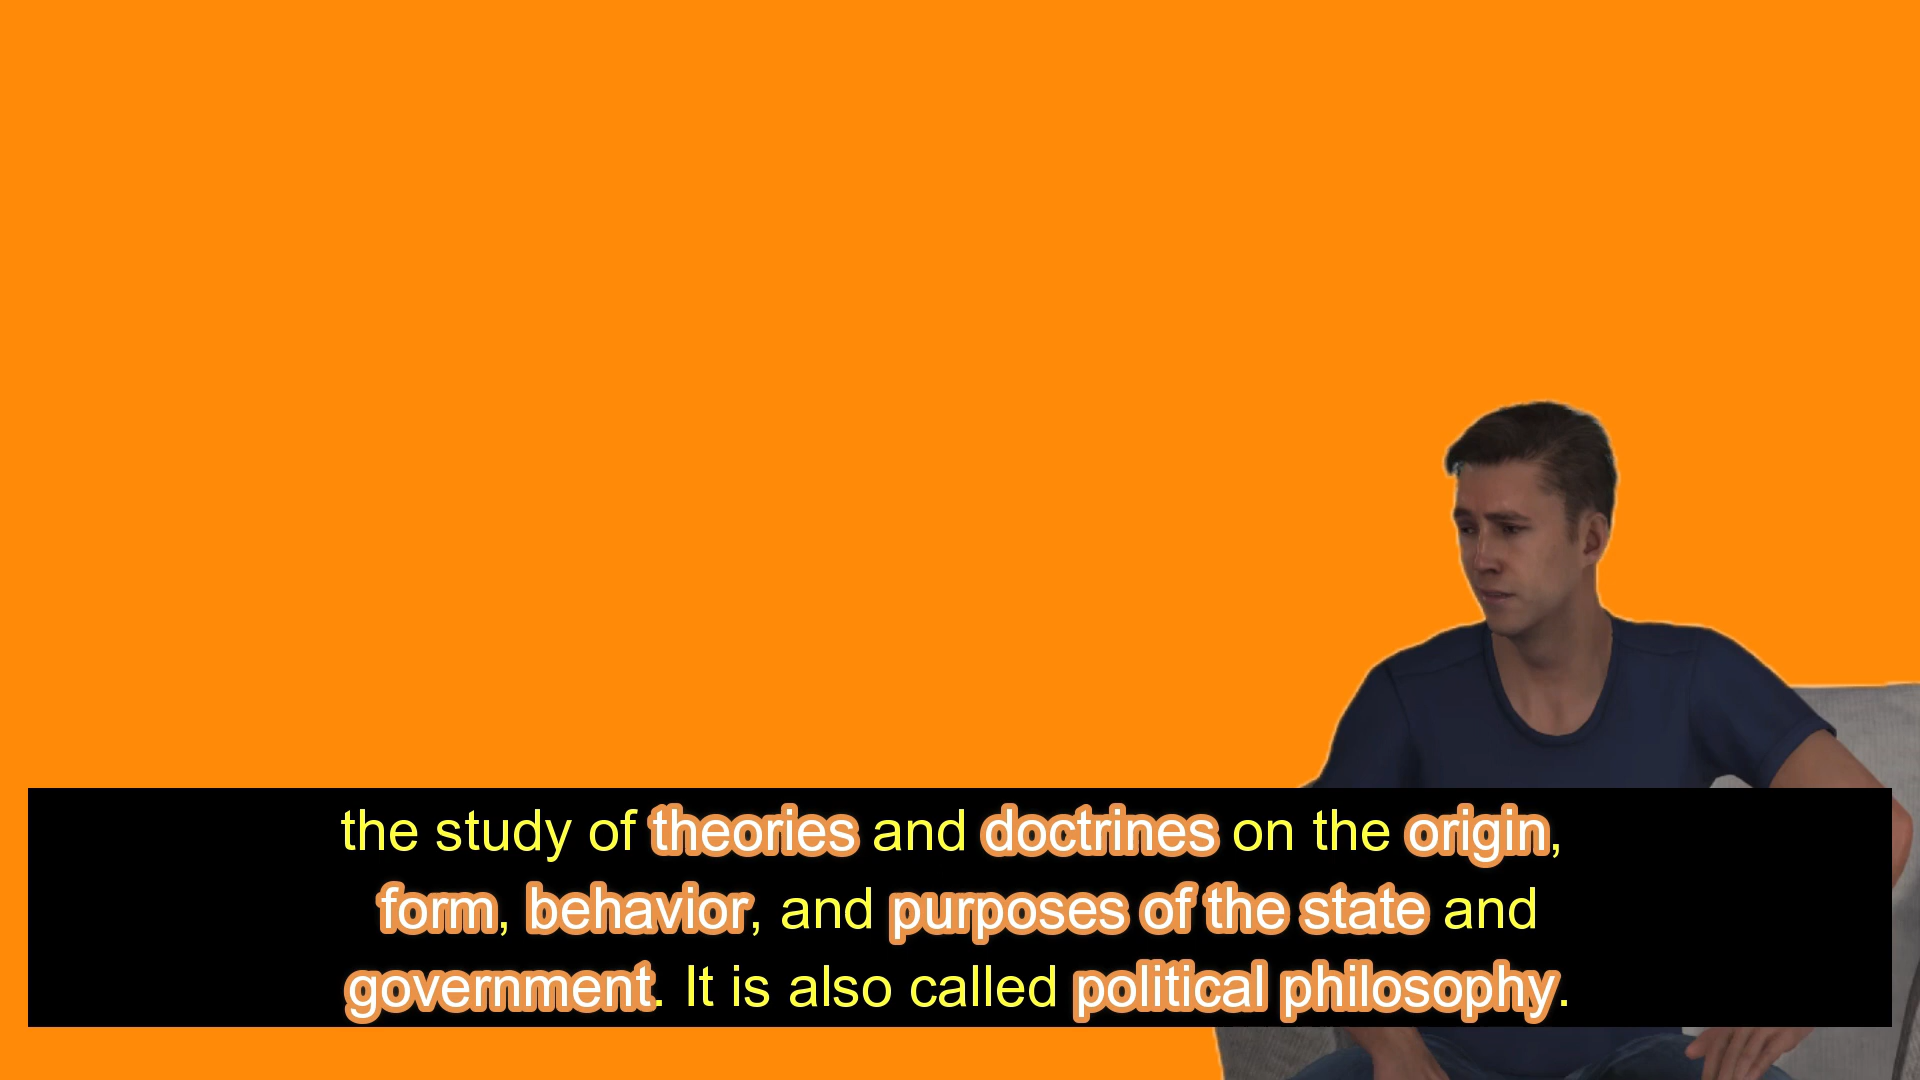 the study of theories and doctrines on the origin,
form, behavior, and purposes of the state and
government. It is also called political philosophy.